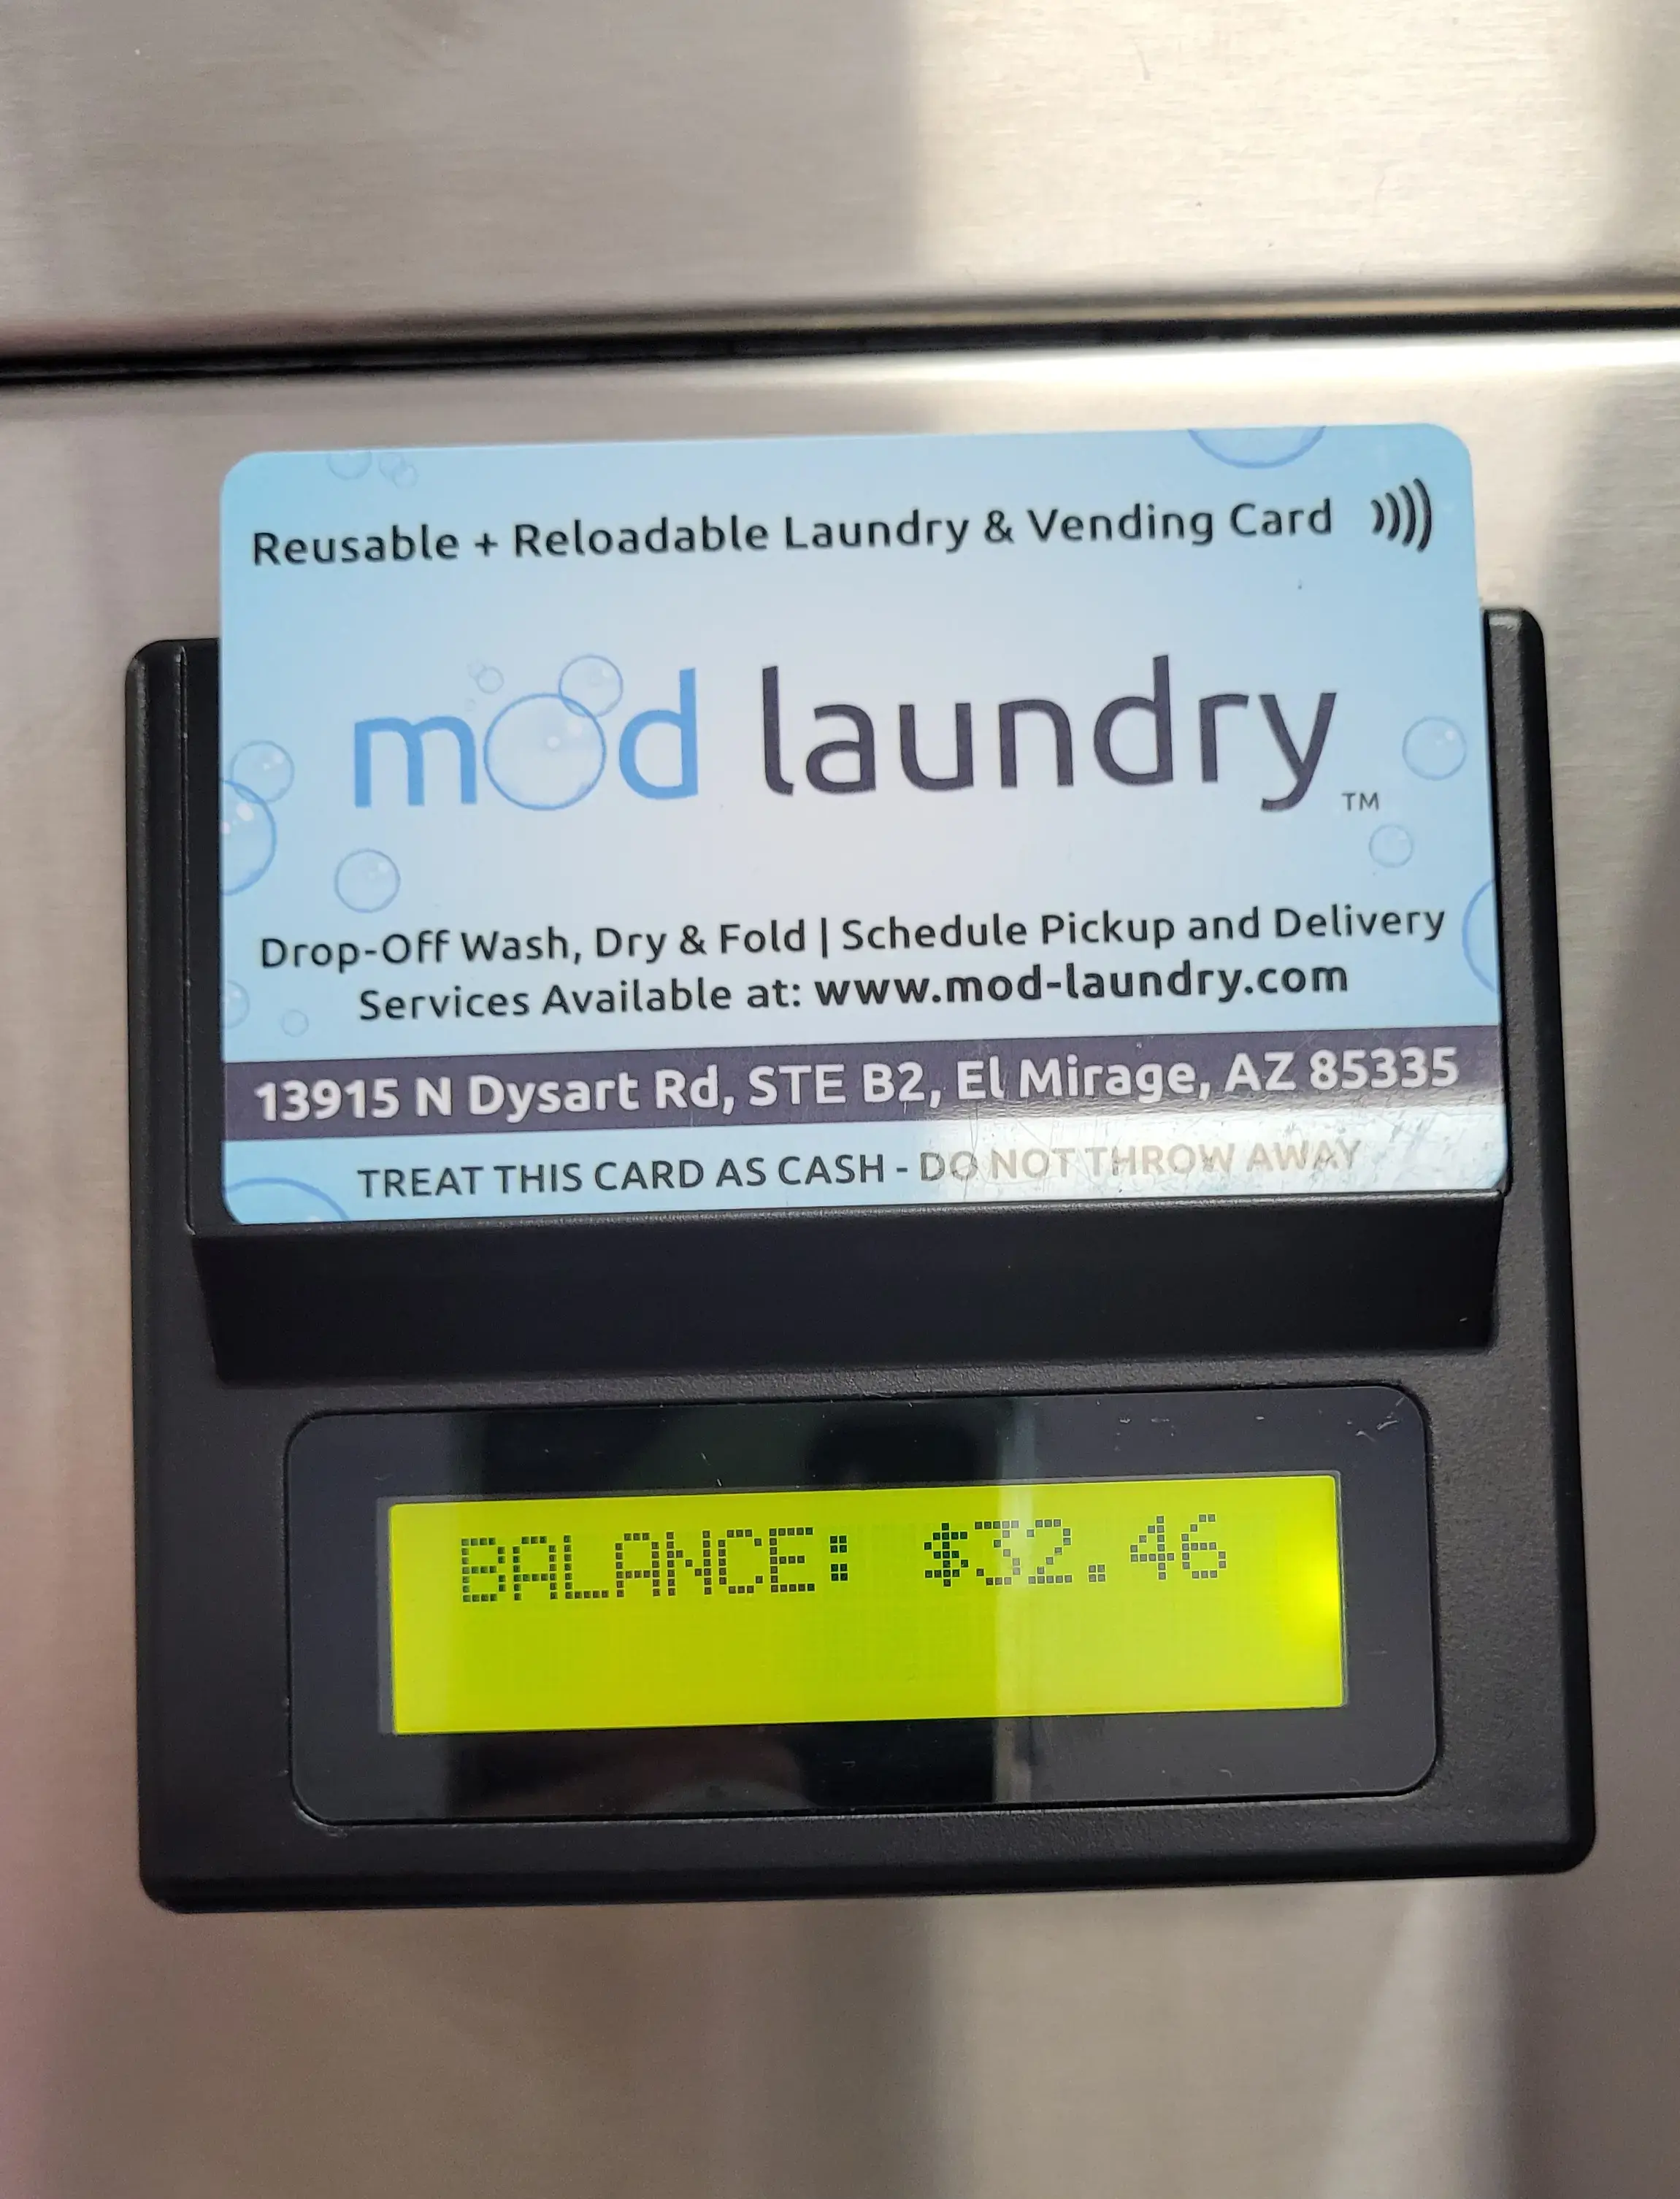 Reusable + Reloadable Laundry & Vending Card
mod laundry™
Drop-Off Wash, Dry & Fold | Schedule Pickup and Delivery
Services Available at: www.mod-laundry.com
13915 N Dysart Rd, STE B2, El Mirage, AZ 85335
TREAT THIS CARD AS CASH - DO NOT THROW AWAY
BALANCE: $32.46